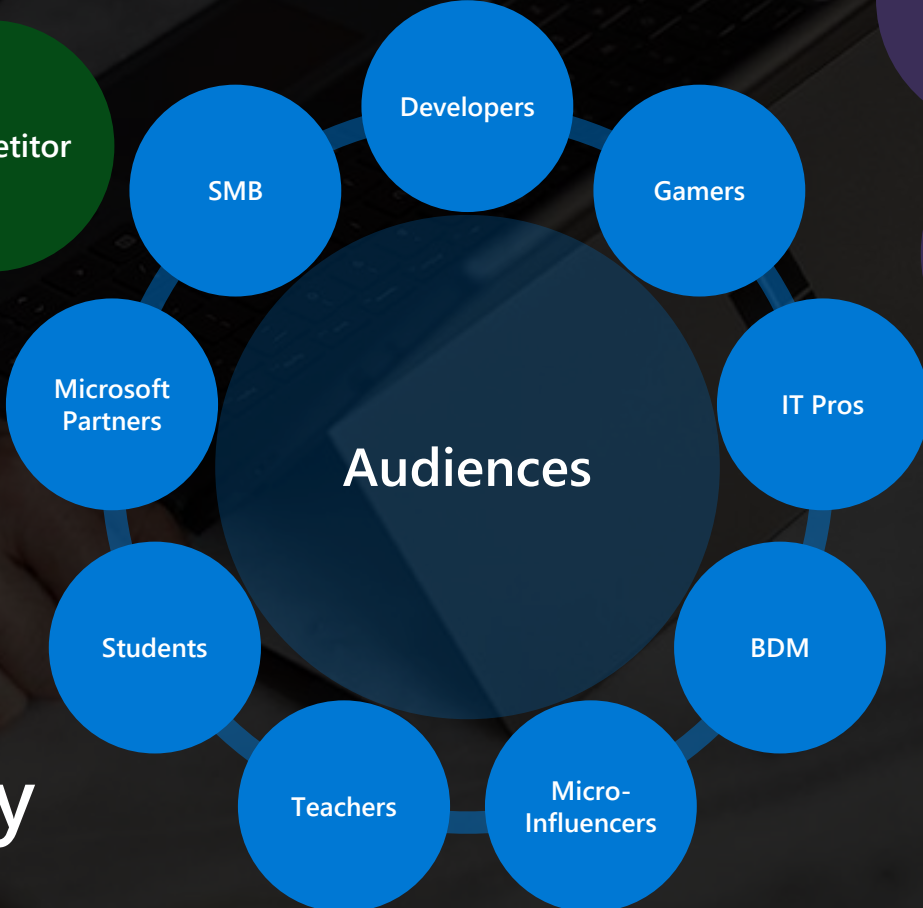 Developers
etitor
SMB
Gamers
Microsoft
Partners
IT Pros
Audiences
Students
BDM
Teachers
Micro-
Influencers
y